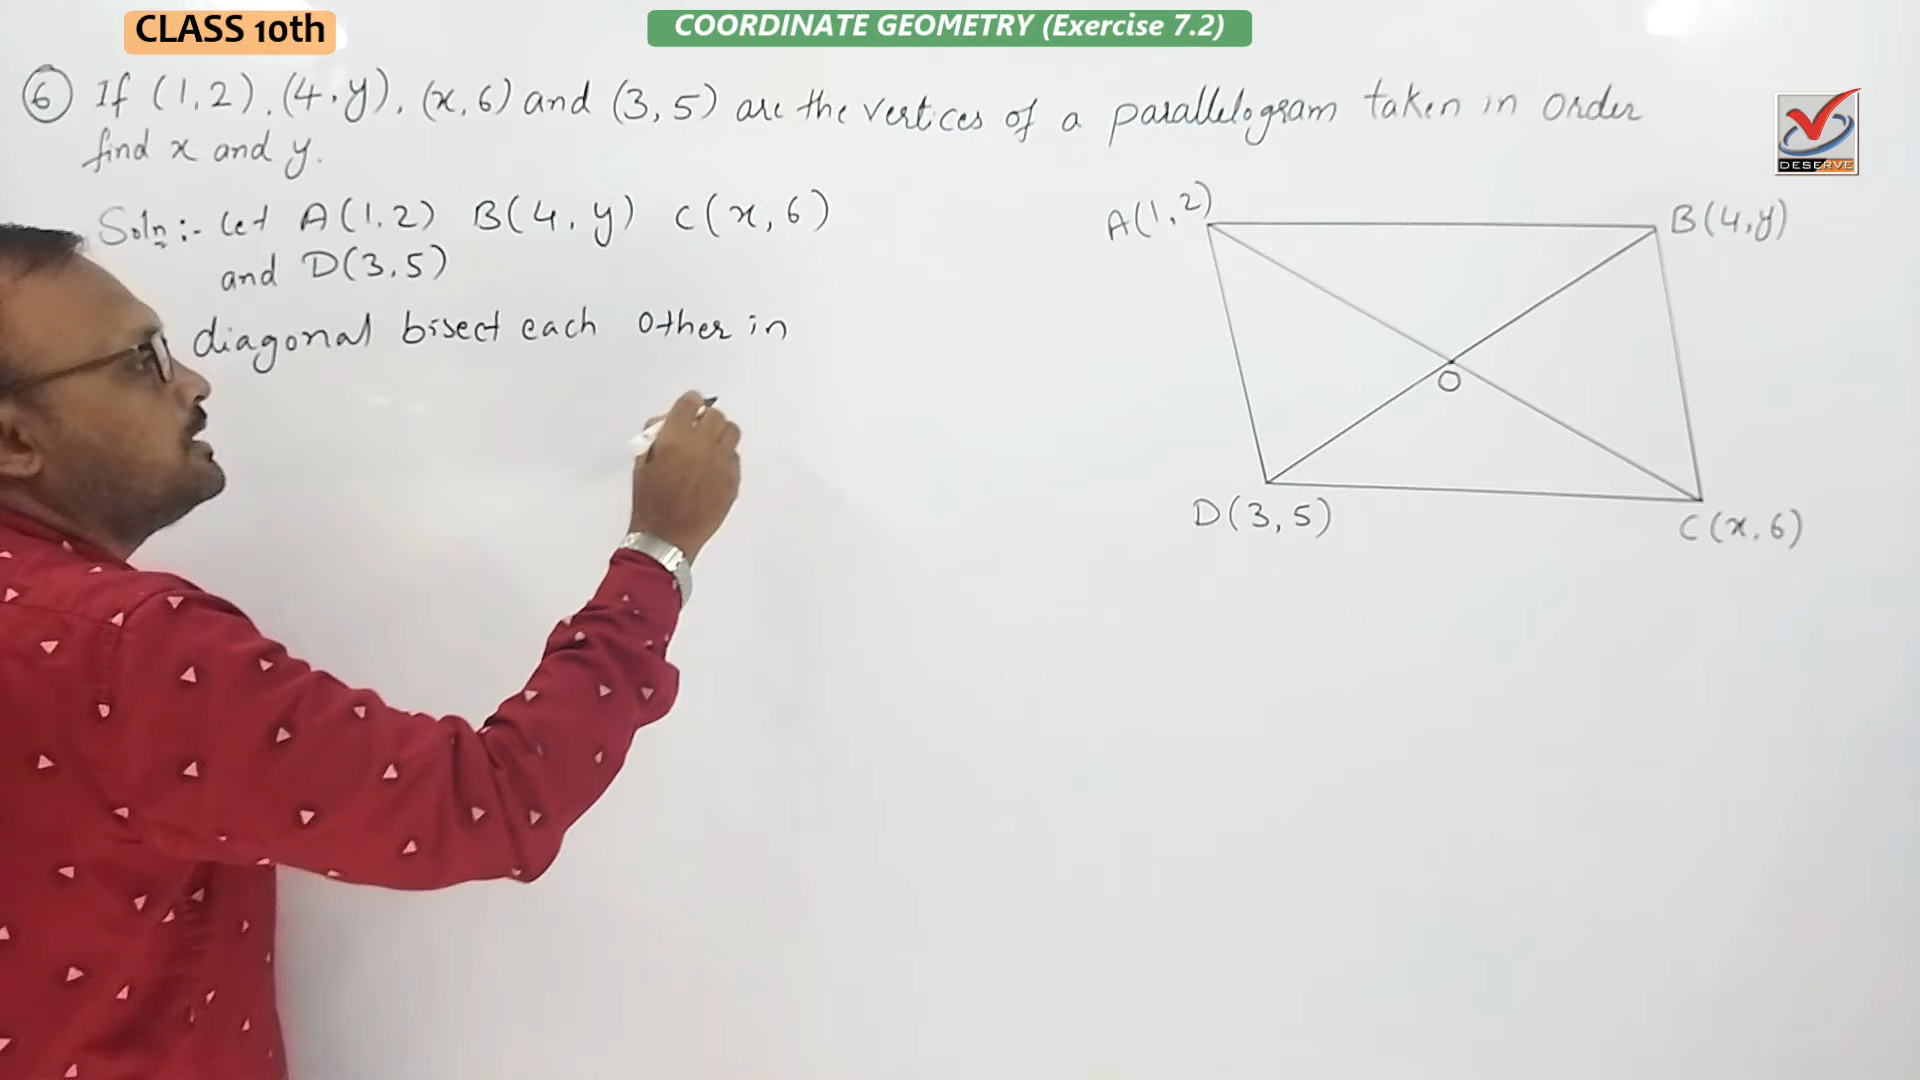 CLASS 10th
COORDINATE GEOMETRY (Exercise 7.2)
6 If (1,2), (4,y), (x,6) and (3,5) are the vertices of a parallelogram taken in order
find x and y.
DESERVE
Soln:- Let A(1,2) B(4,y) C(x,6)
and D(3,5)
diagonal bisect each other in
A(1,2)
B(4,y)
O
D(3,5)
C(x,6)